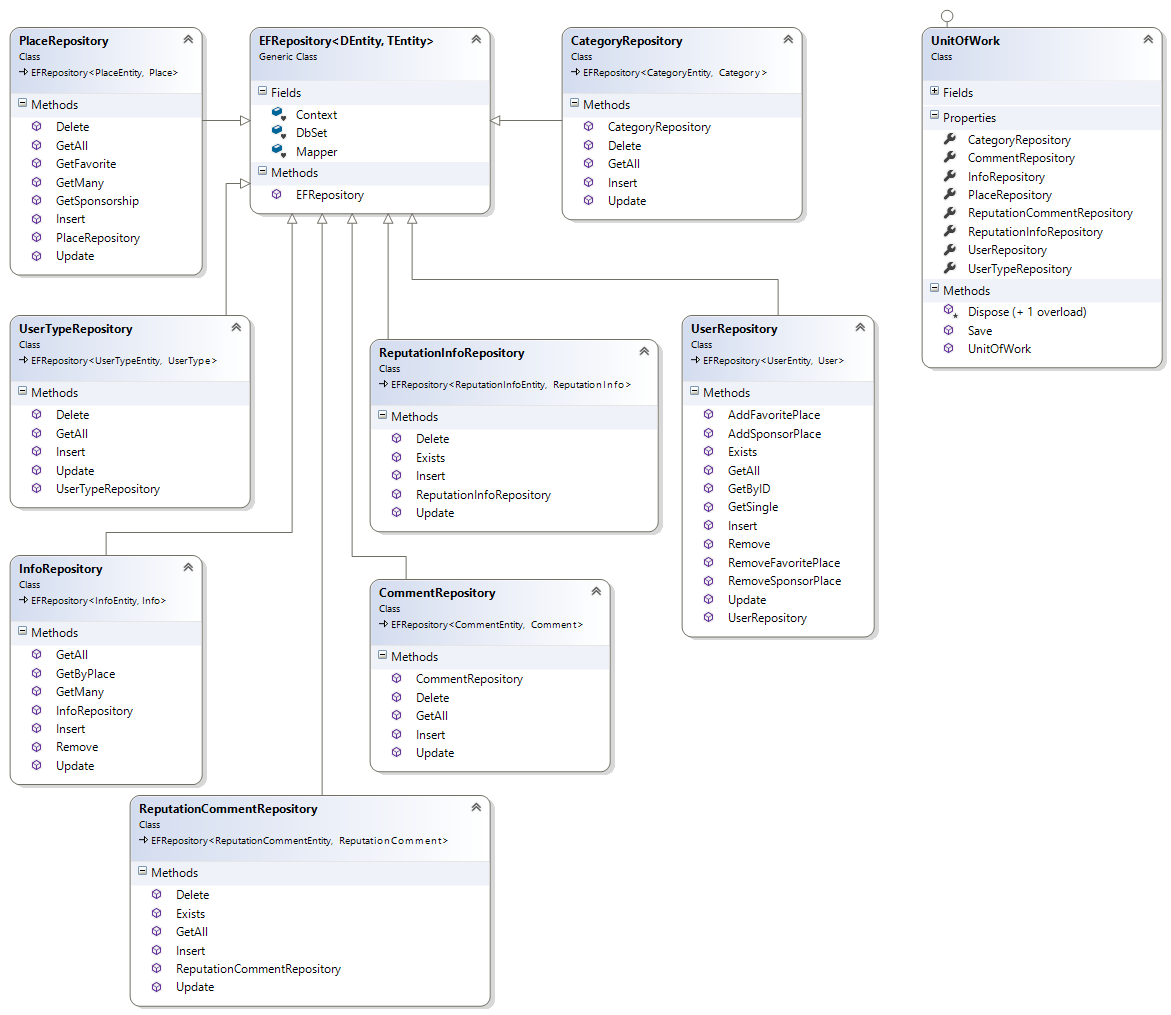 PlaceRepository
Class
EFRepository<PlaceEntity, Place>
Methods
Delete
GetAll
GetFavorite
GetMany
GetSponsorship
Insert
PlaceRepository
Update
EFRepository<DEntity, TEntity>
Generic Class
Fields
Context
DbSet
Mapper
Methods
EFRepository
CategoryRepository
Class
EFRepository<CategoryEntity, Category>
Methods
CategoryRepository
Delete
GetAll
Insert
Update
UnitOfWork
Class
Fields
Properties
CategoryRepository
CommentRepository
InfoRepository
PlaceRepository
ReputationCommentRepository
ReputationInfoRepository
UserRepository
UserTypeRepository
Methods
Dispose (+ 1 overload)
Save
UnitOfWork
UserTypeRepository
Class
EFRepository<UserTypeEntity, UserType>
Methods
Delete
GetAll
Insert
Update
UserTypeRepository
ReputationInfoRepository
Class
EFRepository<ReputationInfoEntity, ReputationInfo>
Methods
Delete
Exists
Insert
ReputationInfoRepository
Update
UserRepository
Class
EFRepository<UserEntity, User>
Methods
AddFavoritePlace
AddSponsorPlace
Exists
GetAll
GetByID
GetSingle
Insert
Remove
RemoveFavoritePlace
RemoveSponsorPlace
Update
UserRepository
InfoRepository
Class
EFRepository<InfoEntity, Info>
Methods
GetAll
GetByPlace
GetMany
InfoRepository
Insert
Remove
Update
CommentRepository
Class
EFRepository<CommentEntity, Comment>
Methods
CommentRepository
Delete
GetAll
Insert
Update
ReputationCommentRepository
Class
EFRepository<ReputationCommentEntity, ReputationComment>
Methods
Delete
Exists
GetAll
Insert
ReputationCommentRepository
Update